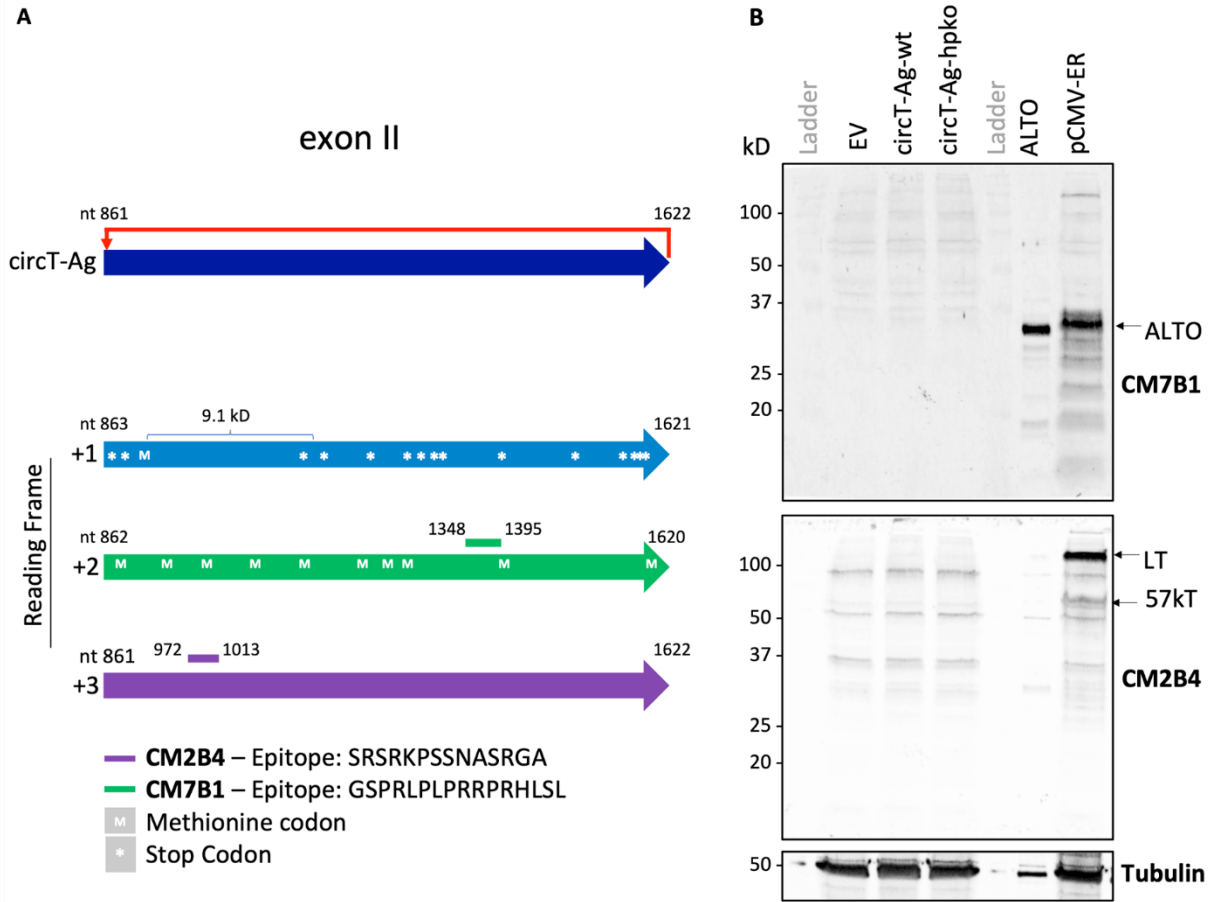 A
exon II
nt 861
1622
circT-Ag
9.1 kD
nt 863
1621
+1
* * M * * * * * * * * * * * * *
Reading Frame
nt 862
1348
1395
1620
+2
M M M M M M M M M M
972
1013
nt 861
1622
+3
CM2B4 – Epitope: SRSRKPSSNASRGA
CM7B1 – Epitope: GSPRLPLPRRPRHLSL
M Methionine codon
* Stop Codon
B
kD
Ladder
EV
circT-Ag-wt
circT-Ag-hpko
Ladder
ALTO
pCMV-ER
100
50
37
25
20
ALTO
CM7B1
100
50
37
25
20
LT
57kT
CM2B4
50
Tubulin